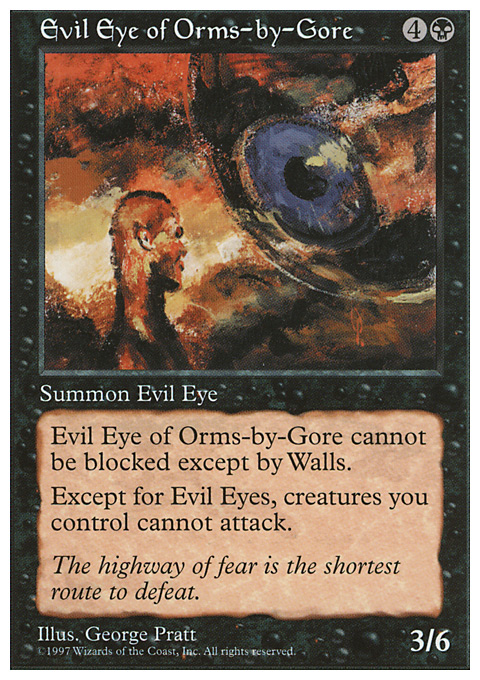 Evil Eye of Orms-by-Gore 4
Summon Evil Eye
Evil Eye of Orms-by-Gore cannot
be blocked except by Walls.
Except for Evil Eyes, creatures you
control cannot attack.
The highway of fear is the shortest
route to defeat.
Illus. George Pratt
©1997 Wizards of the Coast, Inc. All rights reserved.
3/6